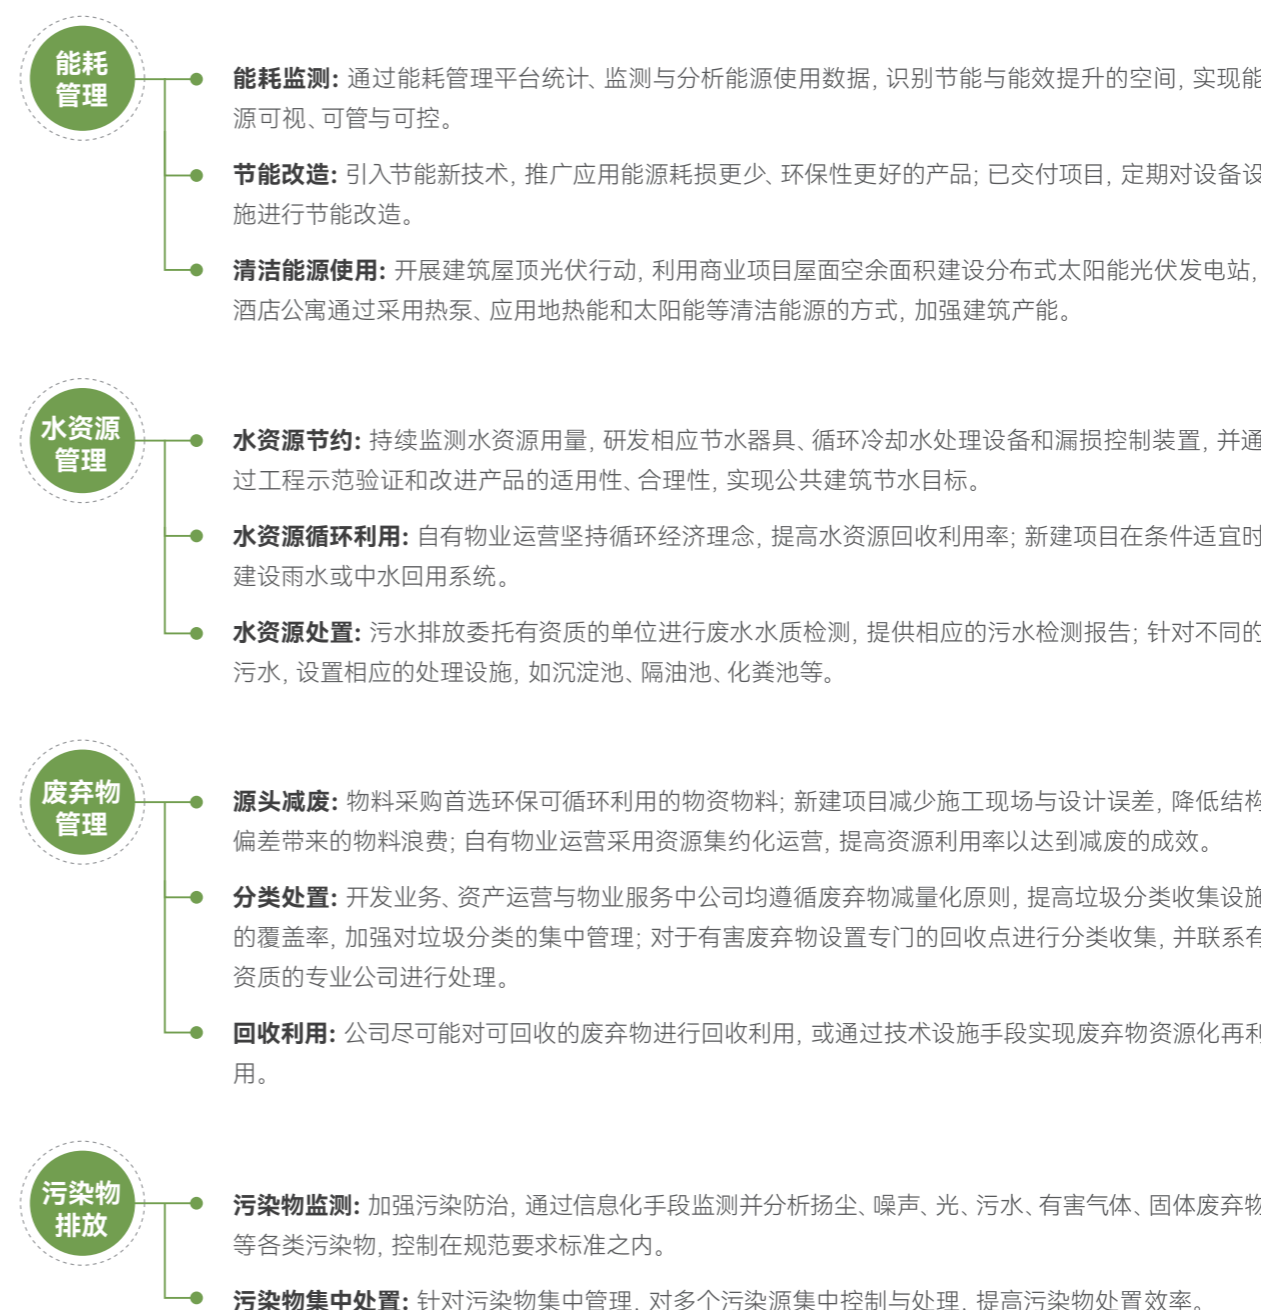 能耗
管理
能耗监测: 通过能耗管理平台统计、监测与分析能源使用数据, 识别节能与能效提升的空间, 实现能
源可视、可管与可控。
节能改造: 引入节能新技术, 推广应用能源耗损更少、环保性更好的产品; 已交付项目, 定期对设备设
施进行节能改造。
清洁能源使用: 开展建筑屋顶光伏行动, 利用商业项目屋面空余面积建设分布式太阳能光伏发电站,
酒店公寓通过采用热泵、应用地热能和太阳能等清洁能源的方式, 加强建筑产能。
水资源
管理
水资源节约: 持续监测水资源用量, 研发相应节水器具、循环冷却水处理设备和漏损控制装置, 并通
过工程示范验证和改进产品的适用性、合理性, 实现公共建筑节水目标。
水资源循环利用: 自有物业运营坚持循环经济理念, 提高水资源回收利用率; 新建项目在条件适宜时
建设雨水或中水回用系统。
水资源处置: 污水排放委托有资质的单位进行废水水质检测, 提供相应的污水检测报告; 针对不同的
污水, 设置相应的处理设施, 如沉淀池、隔油池、化粪池等。
废弃物
管理
源头减废: 物料采购首选环保可循环利用的物资物料; 新建项目减少施工现场与设计误差, 降低结构
偏差带来的物料浪费; 自有物业运营采用资源集约化运营, 提高资源利用率以达到减废的成效。
分类处置: 开发业务、资产运营与物业服务中公司均遵循废弃物减量化原则, 提高垃圾分类收集设施
的覆盖率, 加强对垃圾分类的集中管理; 对于有害废弃物设置专门的回收点进行分类收集, 并联系有
资质的专业公司进行处理。
回收利用: 公司尽可能对可回收的废弃物进行回收利用, 或通过技术设施手段实现废弃物资源化再利
用。
污染物
排放
污染物监测: 加强污染防治, 通过信息化手段监测并分析扬尘、噪声、光、污水、有害气体、固体废弃物
等各类污染物, 控制在规范要求标准之内。
污染物集中处置: 针对污染物集中管理, 对多个污染源集中控制与处理, 提高污染物处置效率。